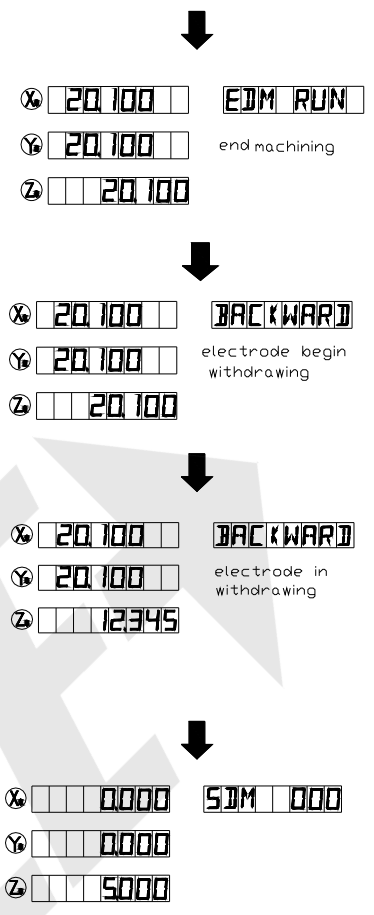 X 20.100 EDM RUN
Y 20.100 end machining
Z 20.100
X 20.100 BACKWARD
Y 20.100 electrode begin
withdrawing
Z 20.100
X 20.100 BACKWARD
Y 20.100 electrode in
withdrawing
Z 12.345
X 0.000 SDM 000
Y 0.000
Z 5.000